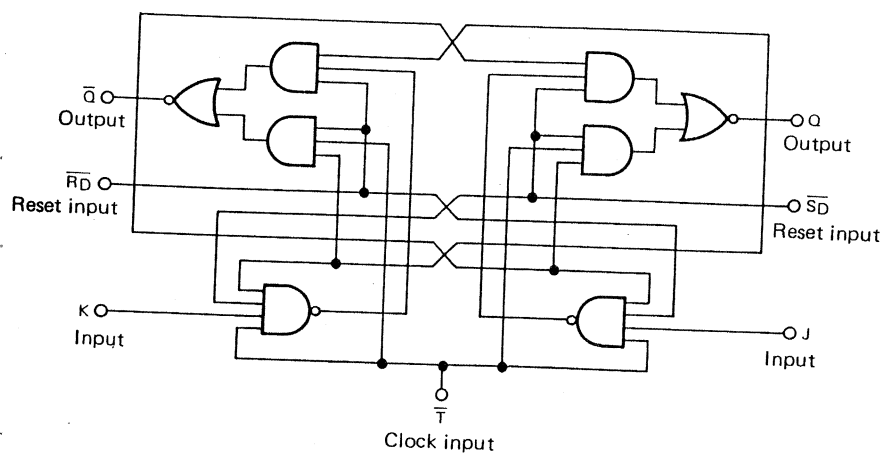 Q̅
Output
Q
Output
R̅D̅
Reset input
S̅D̅
Reset input
K
Input
J
Input
T̅
Clock input